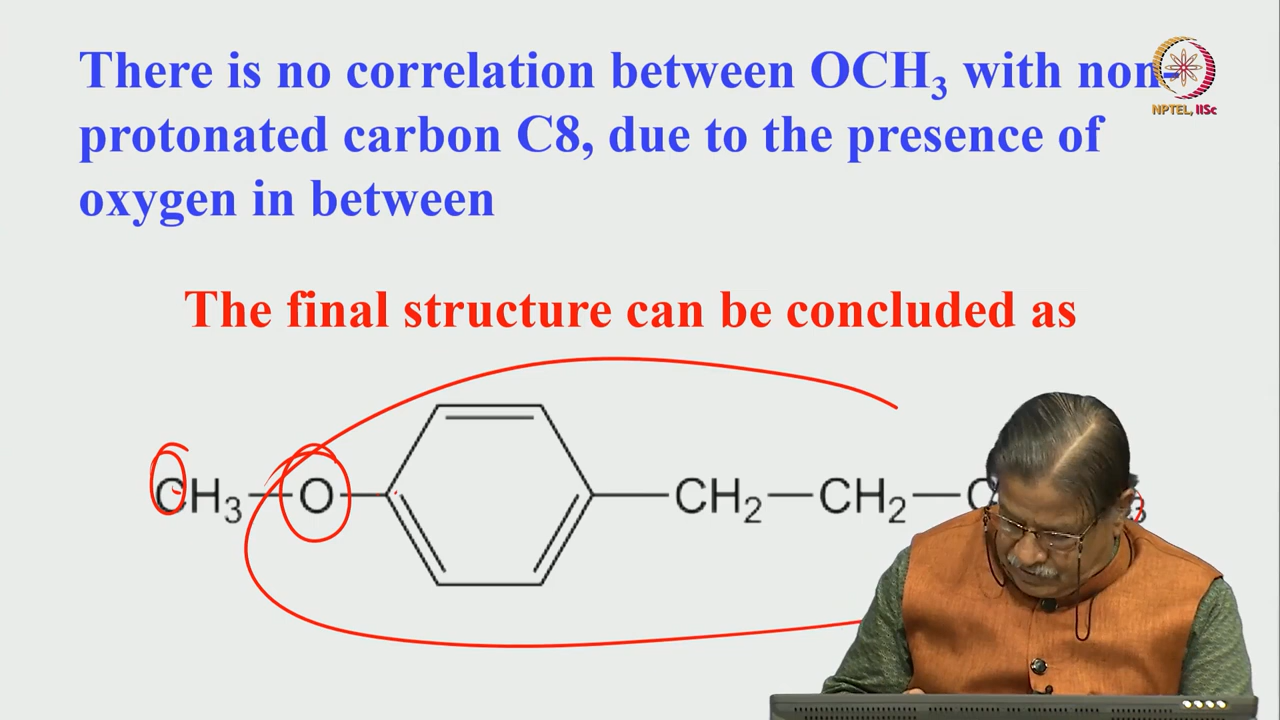 There is no correlation between OCH3 with non-
protonated carbon C8, due to the presence of
oxygen in between
NPTEL, IISc
The final structure can be concluded as
CH3—O CH2—CH2—C 3